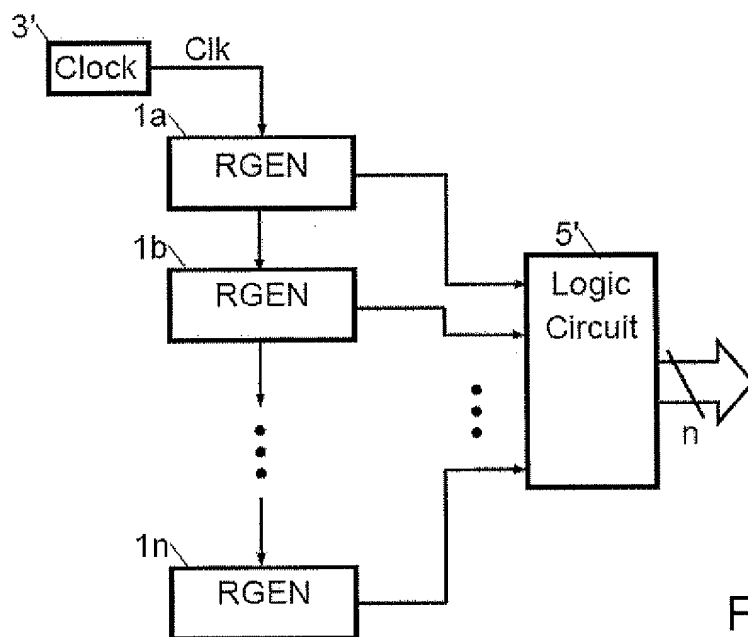 3'
Clock
Clk
1a
RGEN
1b
RGEN
5'
Logic
Circuit
n
1n
RGEN
F